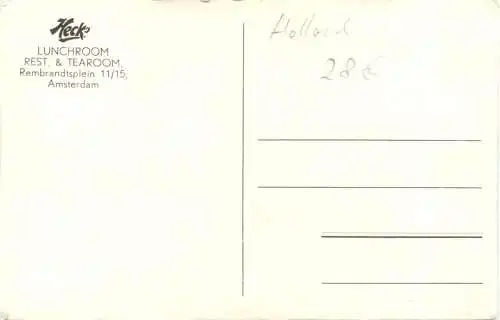 Heck's
LUNCHROOM
REST. & TEAROOM.
Rembrandtsplein 11/15,
Amsterdam
Holland
28 €